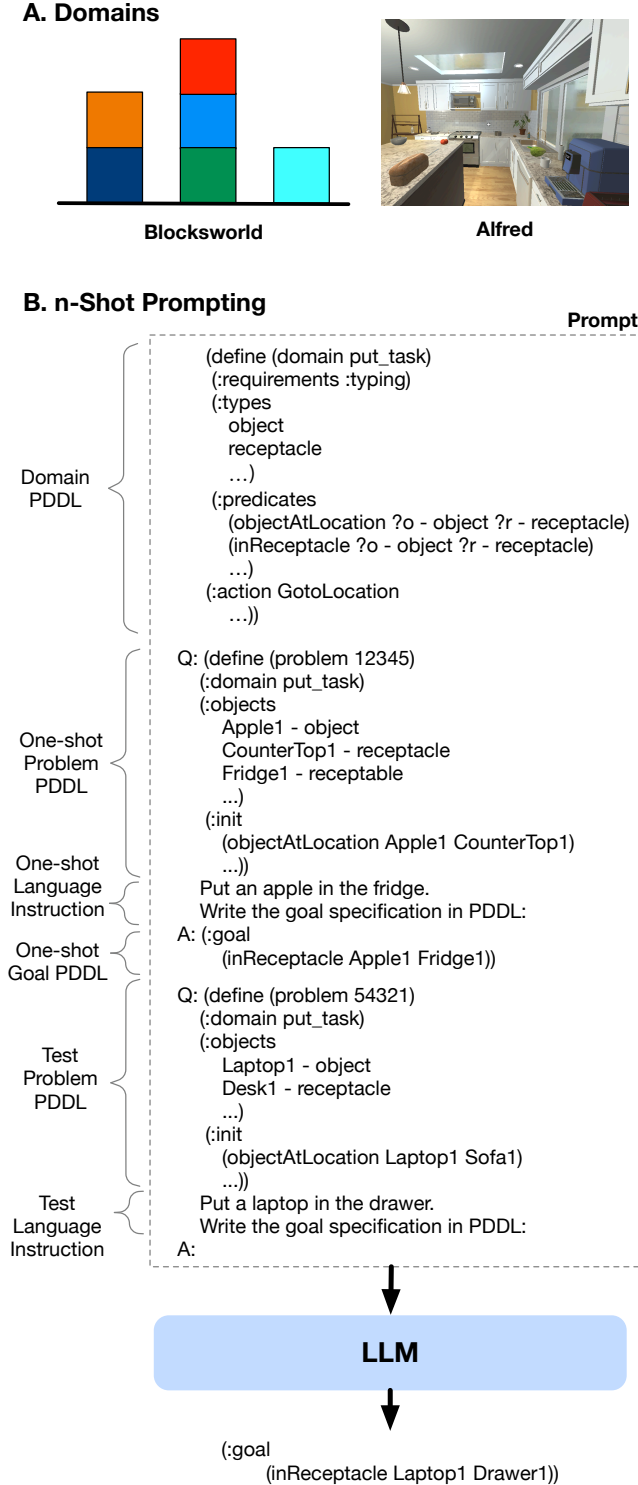 A. Domains
Blocksworld
Alfred
B. n-Shot Prompting
Prompt
Domain
PDDL
(define (domain put_task)
(:requirements :typing)
(:types
object
receptacle
…)
(:predicates
(objectAtLocation ?o - object ?r - receptacle)
(inReceptacle ?o - object ?r - receptacle)
…)
(:action GotoLocation
…))
One-shot
Problem
PDDL
Q: (define (problem 12345)
(:domain put_task)
(:objects
Apple1 - object
CounterTop1 - receptacle
Fridge1 - receptable
...)
(:init
(objectAtLocation Apple1 CounterTop1)
...))
One-shot
Language
Instruction
Put an apple in the fridge.
Write the goal specification in PDDL:
One-shot
Goal PDDL
A: (:goal
(inReceptacle Apple1 Fridge1))
Test
Problem
PDDL
Q: (define (problem 54321)
(:domain put_task)
(:objects
Laptop1 - object
Desk1 - receptacle
...)
(:init
(objectAtLocation Laptop1 Sofa1)
...))
Test
Language
Instruction
Put a laptop in the drawer.
Write the goal specification in PDDL:
A:
LLM
(:goal
(inReceptacle Laptop1 Drawer1))